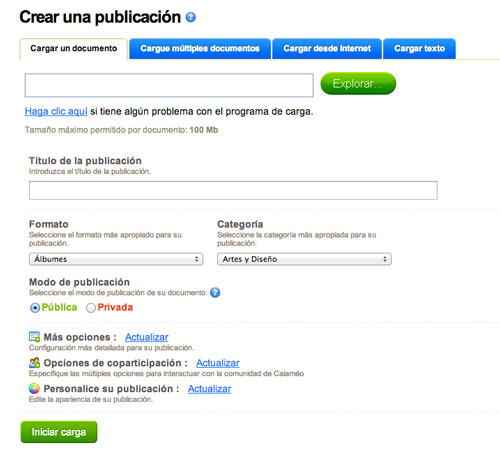 Crear una publicación ?
Cargar un documento Cargue múltiples documentos Cargar desde Internet Cargar texto
Explorar...
Haga clic aquí si tiene algún problema con el programa de carga.
Tamaño máximo permitido por documento: 100 Mb
Título de la publicación
Introduzca el título de la publicación.
Formato
Seleccione el formato más apropiado para su
publicación.
Álbumes
Categoría
Seleccione la categoría más apropiada para su
publicación.
Artes y Diseño
Modo de publicación
Seleccione el modo de publicación de su documento. ?
Pública Privada
Más opciones : Actualizar
Configuración más detallada para su publicación.
Opciones de coparticipación : Actualizar
Especifique las múltiples opciones para interactuar con la comunidad de Calaméo
Personalice su publicación : Actualizar
Edite la apariencia de su publicación.
Iniciar carga